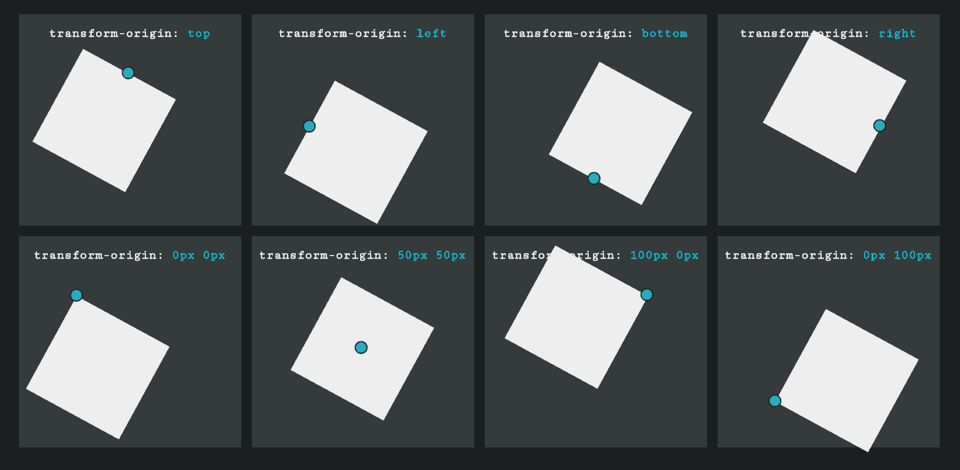 transform-origin: top
transform-origin: left
transform-origin: bottom
transform-origin: right
transform-origin: 0px 0px
transform-origin: 50px 50px
transform-origin: 100px 0px
transform-origin: 0px 100px